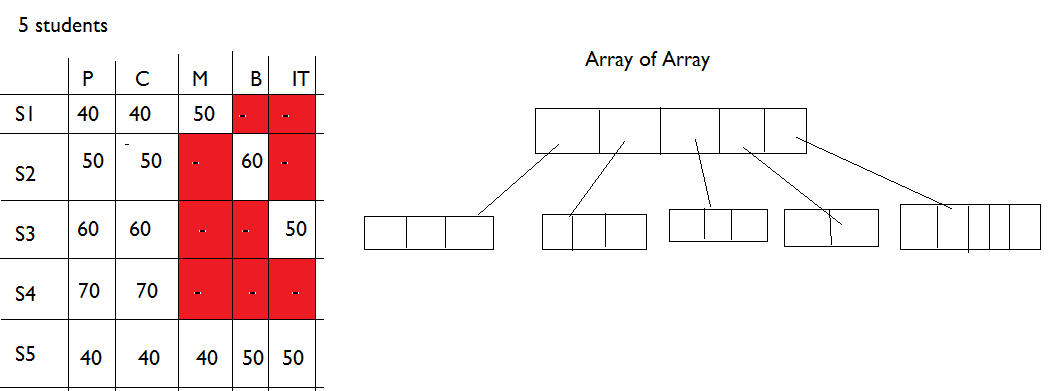 5 students
Array of Array
P C M B IT
S1 40 40 50 - -
S2 50 50 - 60 -
S3 60 60 - - 50
S4 70 70 - - -
S5 40 40 40 50 50